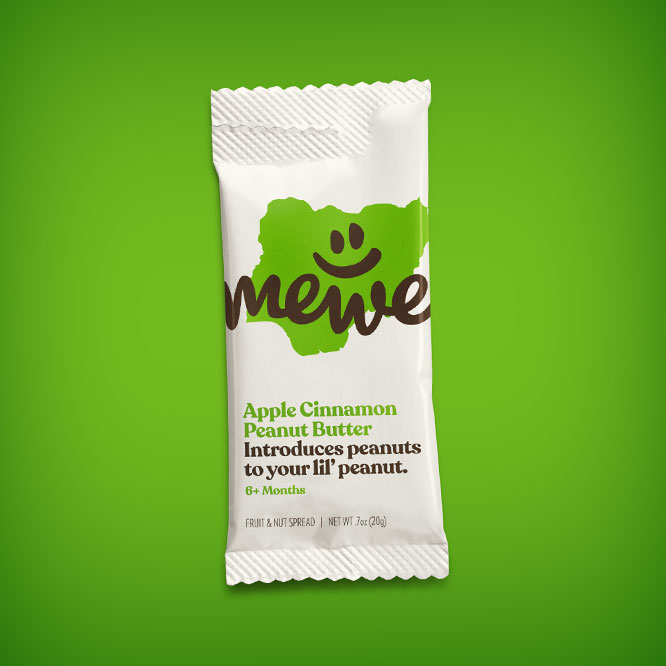 mewe
Apple Cinnamon
Peanut Butter
Introduces peanuts
to your lil’ peanut.
6+ Months
FRUIT & NUT SPREAD | NET WT .7oz (20g)